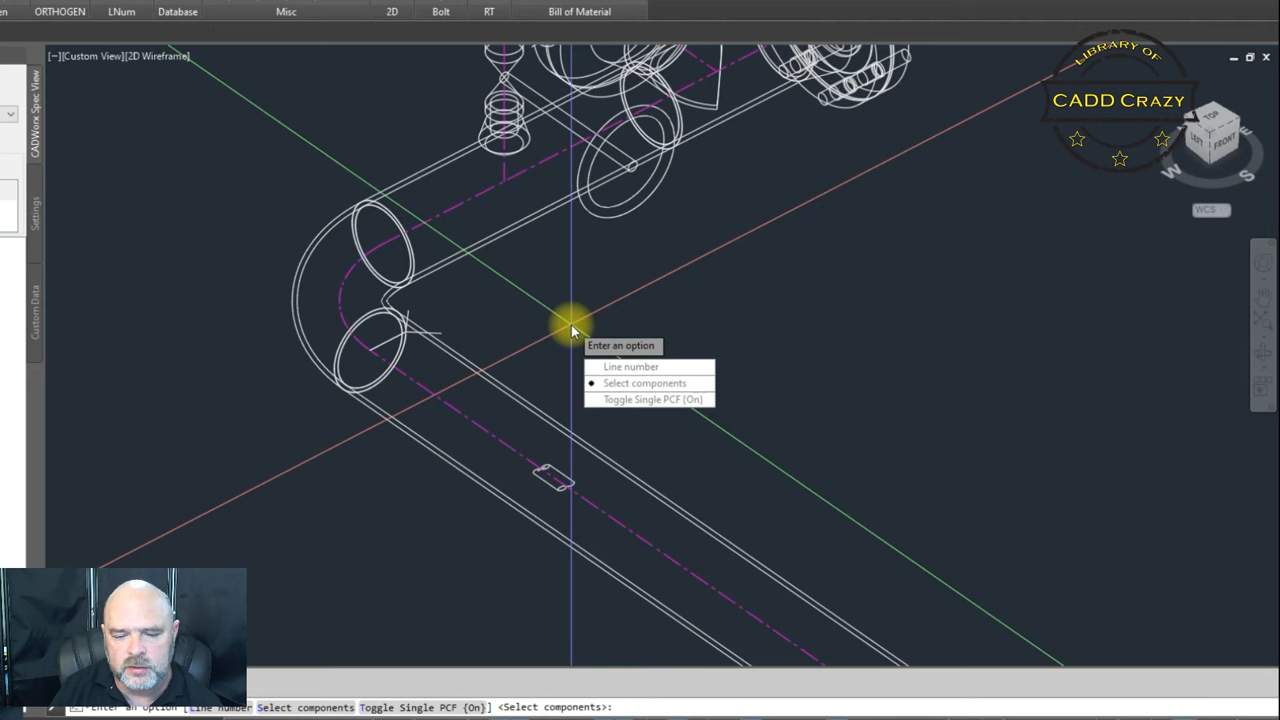 ORTHOGEN LNum Database Misc 2D Bolt RT Bill of Material
[−][Custom View][2D Wireframe]
LIBRARY OF
CADD CRAZY
TOP
LEFT FRONT
W S
WCS
CADWorx Spec View
Settings
Custom Data
Enter an option
Line number
Select components
Toggle Single PCF {On}
Enter an option [Line number Select components Toggle Single PCF {On}] <Select components>: